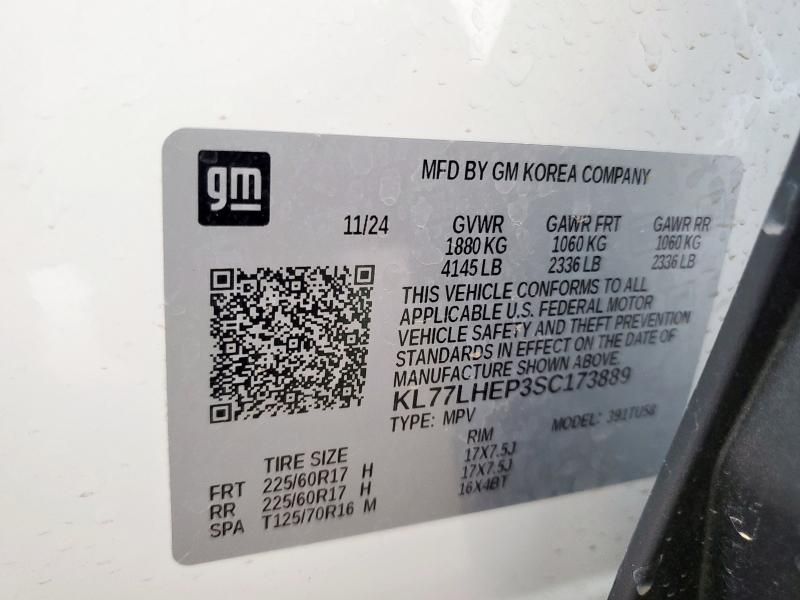 gm
MFD BY GM KOREA COMPANY
11/24 GVWR GAWR FRT GAWR RR
1880 KG 1060 KG 1060 KG
4145 LB 2336 LB 2336 LB
THIS VEHICLE CONFORMS TO ALL
APPLICABLE U.S. FEDERAL MOTOR
VEHICLE SAFETY AND THEFT PREVENTION
STANDARDS IN EFFECT ON THE DATE OF
MANUFACTURE SHOWN ABOVE.
KL77LHEP3SC173889
TYPE: MPV MODEL: 391TU58
TIRE SIZE RIM
FRT 225/60R17 H 17X7.5J
RR 225/60R17 H 17X7.5J
SPA T125/70R16 M 16X4BT